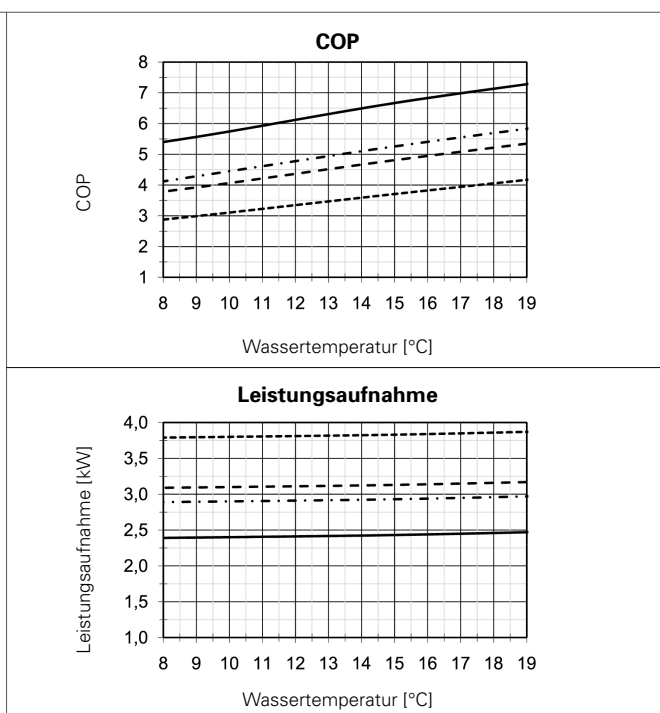 COP
8
7
6
5
4
3
2
1
COP
8 9 10 11 12 13 14 15 16 17 18 19
Wassertemperatur [°C]
Leistungsaufnahme
4,0
3,5
3,0
2,5
2,0
1,5
1,0
Leistungsaufnahme [kW]
8 9 10 11 12 13 14 15 16 17 18 19
Wassertemperatur [°C]